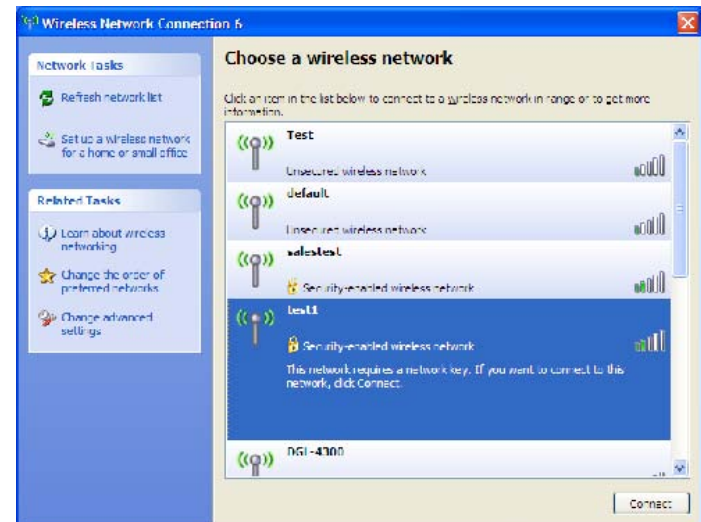 Wireless Network Connection 6
Network Tasks
Refresh network list
Set up a wireless network
for a home or small office
Related Tasks
Learn about wireless
networking
Change the order of
preferred networks
Change advanced
settings
Choose a wireless network
Click an item in the list below to connect to a wireless network in range or to get more
information.
Test
Unsecured wireless network
default
Unsecured wireless network
salestest
Security-enabled wireless network
test1
Security-enabled wireless network
This network requires a network key. If you want to connect to this
network, click Connect.
DGL-4300
Connect